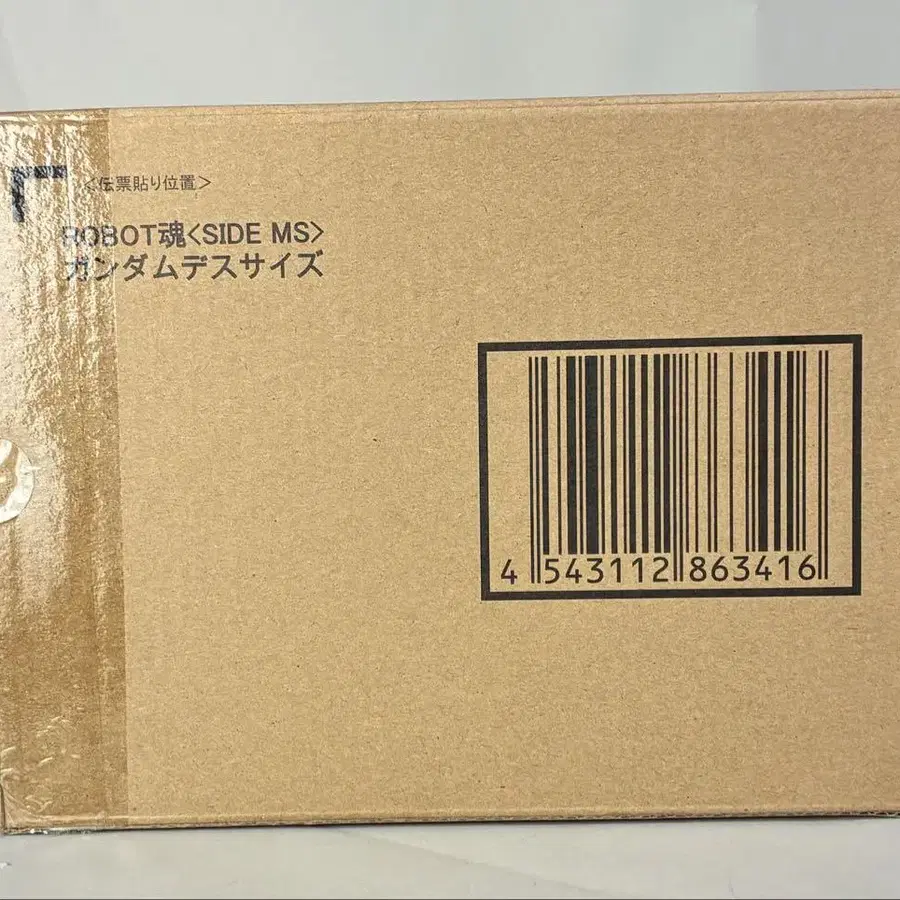 <伝票貼り位置>
ROBOT魂<SIDE MS>
ガンダムデスサイズ
4 543112 863416